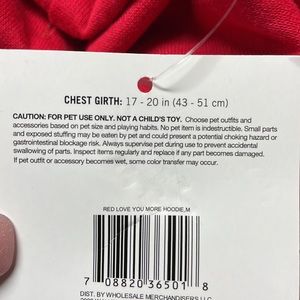 CHEST GIRTH: 17 - 20 in (43 - 51 cm)
CAUTION: FOR PET USE ONLY. NOT A CHILD'S TOY. Choose pet outfits and
accessories based on pet size and playing habits. No pet item is indestructible. Small parts
and exposed stuffing may be eaten by pet and could present a potential choking hazard or
gastrointestinal blockage risk. Always supervise pet during use to prevent accidental
swallowing of parts. Inspect items regularly and replace if any part becomes damaged.
If pet outfit or accessory becomes wet, some color transfer may occur.
RED LOVE YOU MORE HOODIE,M
7 08820 36501 8
DIST. BY WHOLESALE MERCHANDISERS LLC